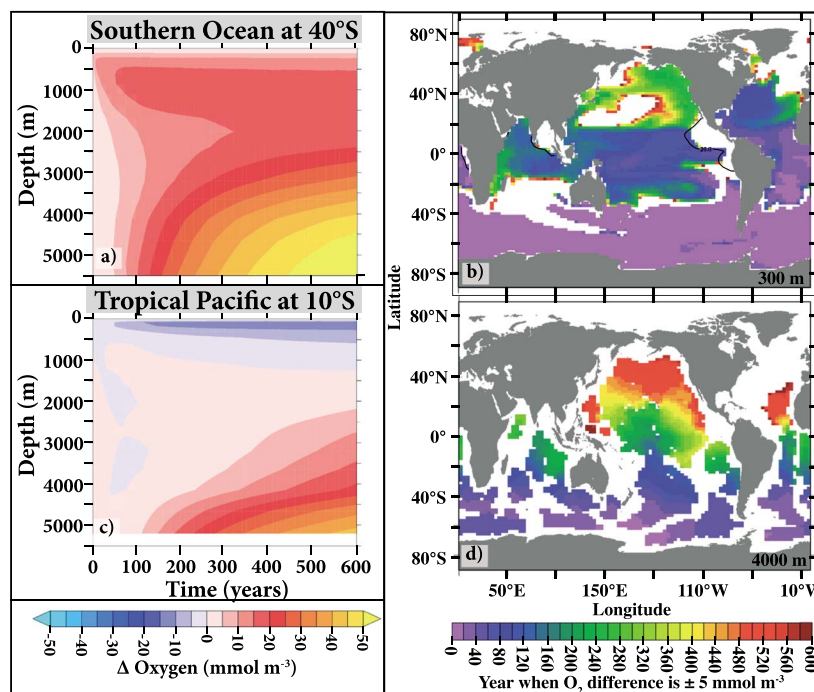 Southern Ocean at 40°S
0
1000
2000
3000
4000
5000
Depth (m)
a)
Tropical Pacific at 10°S
0
1000
2000
3000
4000
5000
Depth (m)
c)
0 100 200 300 400 500 600
Time (years)
-50 -30 -20 -10 0 10 20 30 50
Δ Oxygen (mmol m⁻³)
80°N
40°N
0°
40°S
80°S
b)
300 m
Latitude
80°N
40°N
0°
40°S
80°S
d)
4000 m
50°E 150°E 110°W 10°W
Longitude
0 40 80 120 160 200 240 280 320 360 400 440 480 520 560 600
Year when O₂ difference is ± 5 mmol m⁻³